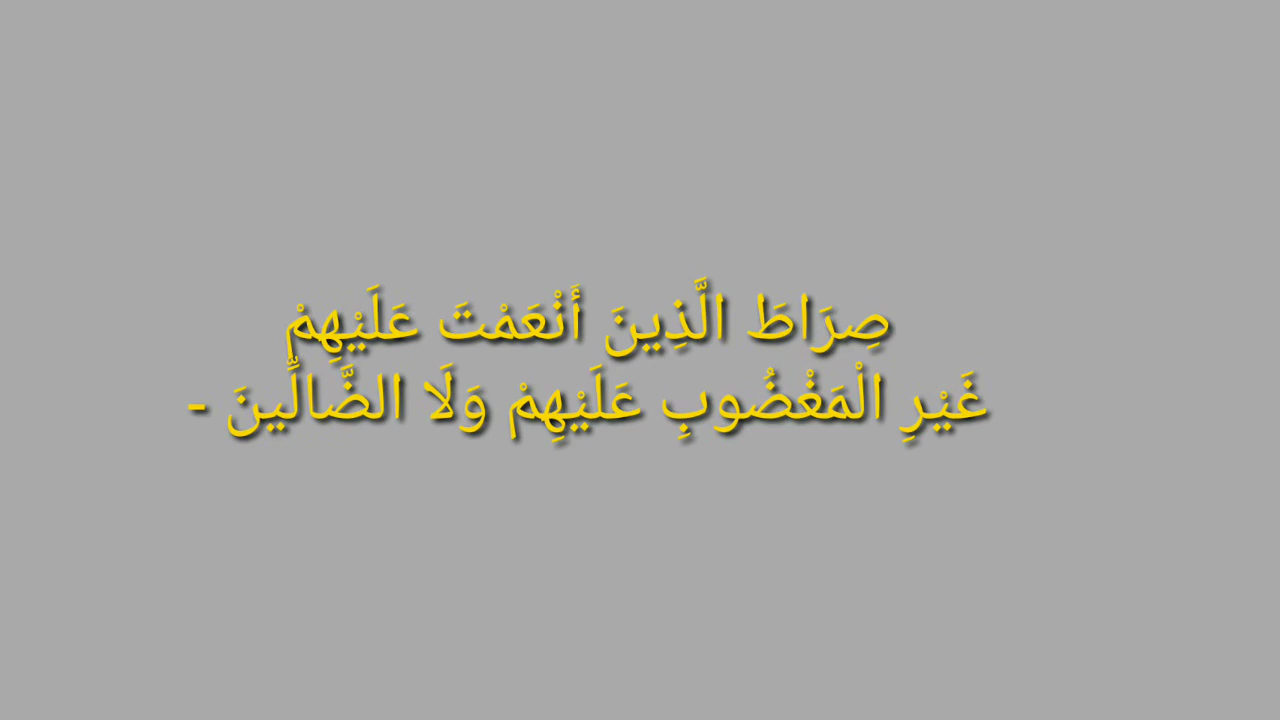 صِرَاطَ الَّذِينَ أَنْعَمْتَ عَلَيْهِمْ
غَيْرِ الْمَغْضُوبِ عَلَيْهِمْ وَلَا الضَّالِّينَ -